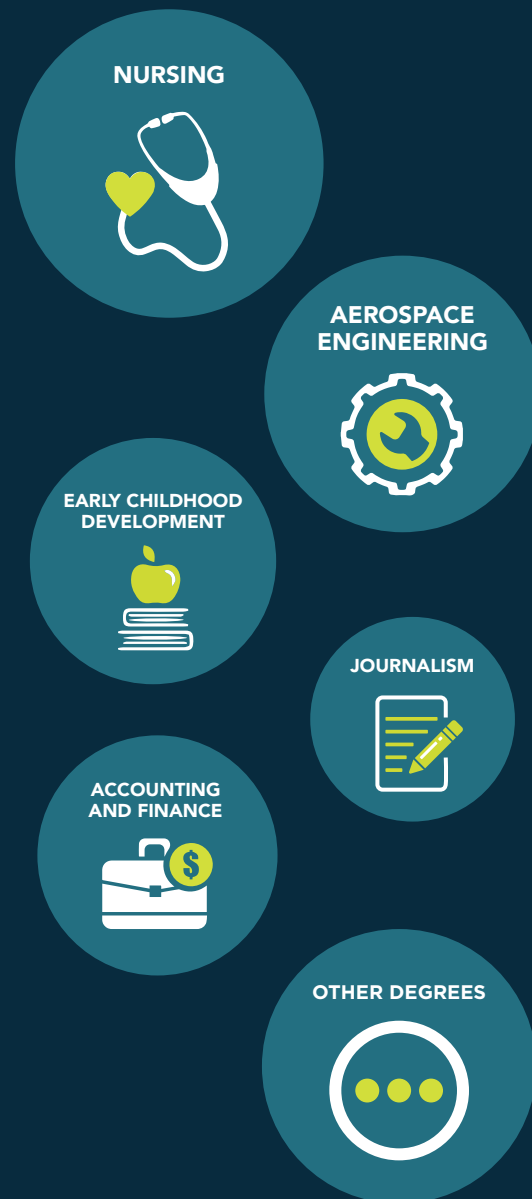 NURSING
AEROSPACE
ENGINEERING
EARLY CHILDHOOD
DEVELOPMENT
JOURNALISM
ACCOUNTING
AND FINANCE
$
OTHER DEGREES